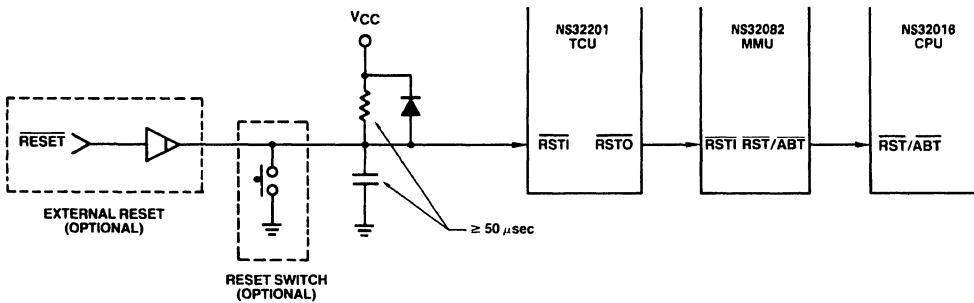 VCC
NS32201
TCU
NS32082
MMU
NS32016
CPU
RESET
RSTI RSTO
RSTI RST/ABT
RST/ABT
EXTERNAL RESET
(OPTIONAL)
≥ 50 μsec
RESET SWITCH
(OPTIONAL)